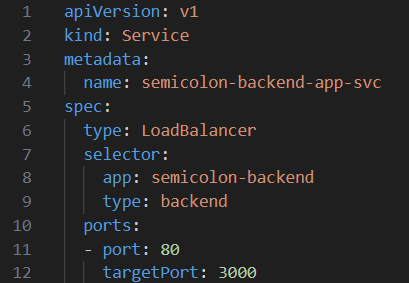 1 apiVersion: v1
2 kind: Service
3 metadata:
4   name: semicolon-backend-app-svc
5 spec:
6   type: LoadBalancer
7   selector:
8     app: semicolon-backend
9     type: backend
10   ports:
11   - port: 80
12     targetPort: 3000